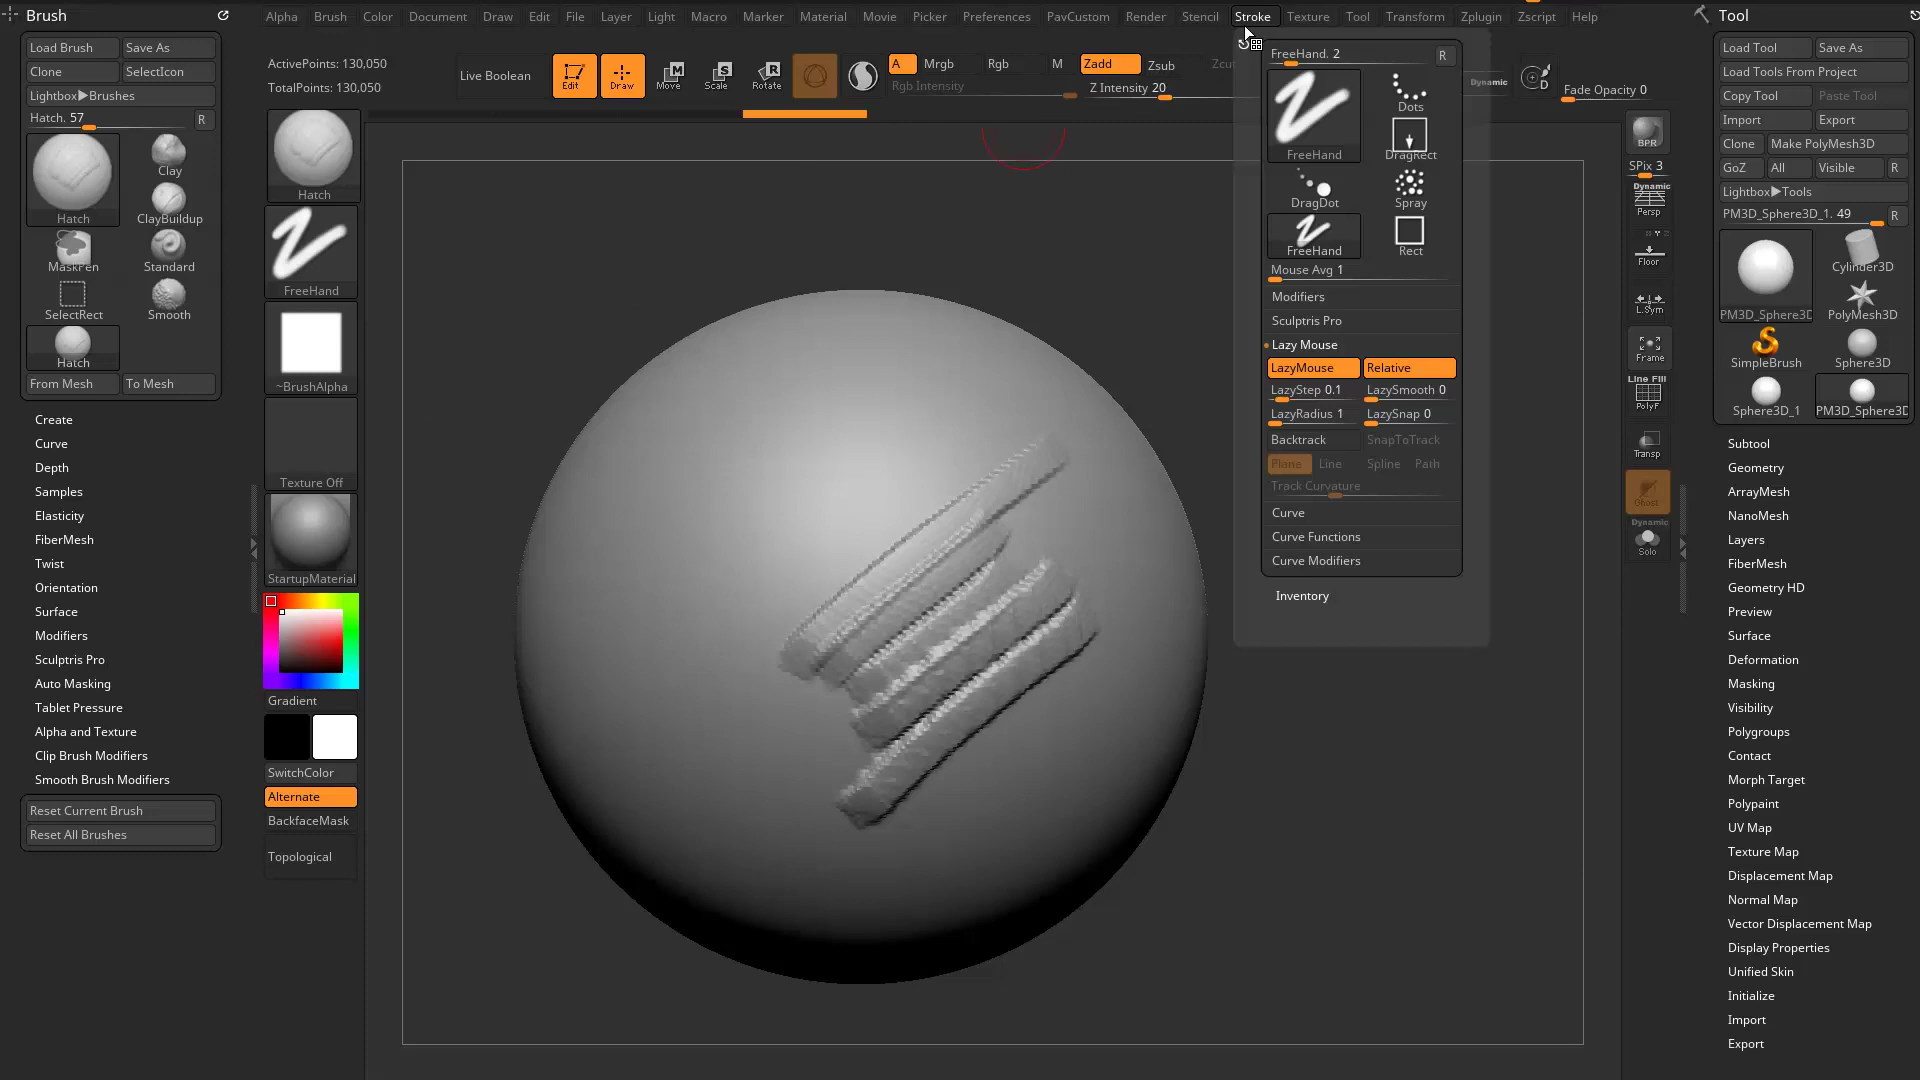 Brush
Alpha Brush Color Document Draw Edit File Layer Light Macro Marker Material Movie Picker Preferences PavCustom Render Stencil Stroke Texture Tool Transform Zplugin Zscript Help
Tool
Load Brush Save As
Clone SelectIcon
Lightbox▶Brushes
Hatch. 57 R
Hatch
Clay
ClayBuildup
MaskPen Standard
SelectRect Smooth
Hatch
From Mesh To Mesh
Create
Curve
Depth
Samples
Elasticity
FiberMesh
Twist
Orientation
Surface
Modifiers
Sculptris Pro
Auto Masking
Tablet Pressure
Alpha and Texture
Clip Brush Modifiers
Smooth Brush Modifiers
Reset Current Brush
Reset All Brushes
ActivePoints: 130,050
TotalPoints: 130,050
Live Boolean
Edit
Draw
M
Move
S
Scale
R
Rotate
A Mrgb Rgb M
Rgb Intensity
Zadd Zsub Zcu
Z Intensity 20
Dynamic
D
Fade Opacity 0
Hatch
FreeHand
~BrushAlpha
Texture Off
StartupMaterial
Gradient
SwitchColor
Alternate
BackfaceMask
Topological
FreeHand. 2 R
FreeHand
Dots
DragRect
DragDot Spray
FreeHand Rect
Mouse Avg 1
Modifiers
Sculptris Pro
Lazy Mouse
LazyMouse Relative
LazyStep 0.1 LazySmooth 0
LazyRadius 1 LazySnap 0
Backtrack SnapToTrack
Plane Line Spline Path
Track Curvature
Curve
Curve Functions
Curve Modifiers
Inventory
BPR
SPix 3
Dynamic
Persp
Floor
L.Sym
Frame
Line Fill
PolyF
Transp
Ghost
Dynamic
Solo
Load Tool Save As
Load Tools From Project
Copy Tool Paste Tool
Import Export
Clone Make PolyMesh3D
GoZ All Visible R
Lightbox▶Tools
PM3D_Sphere3D_1. 49 R
PM3D_Sphere3D
Cylinder3D
PolyMesh3D
SimpleBrush Sphere3D
Sphere3D_1 PM3D_Sphere3D
Subtool
Geometry
ArrayMesh
NanoMesh
Layers
FiberMesh
Geometry HD
Preview
Surface
Deformation
Masking
Visibility
Polygroups
Contact
Morph Target
Polypaint
UV Map
Texture Map
Displacement Map
Normal Map
Vector Displacement Map
Display Properties
Unified Skin
Initialize
Import
Export